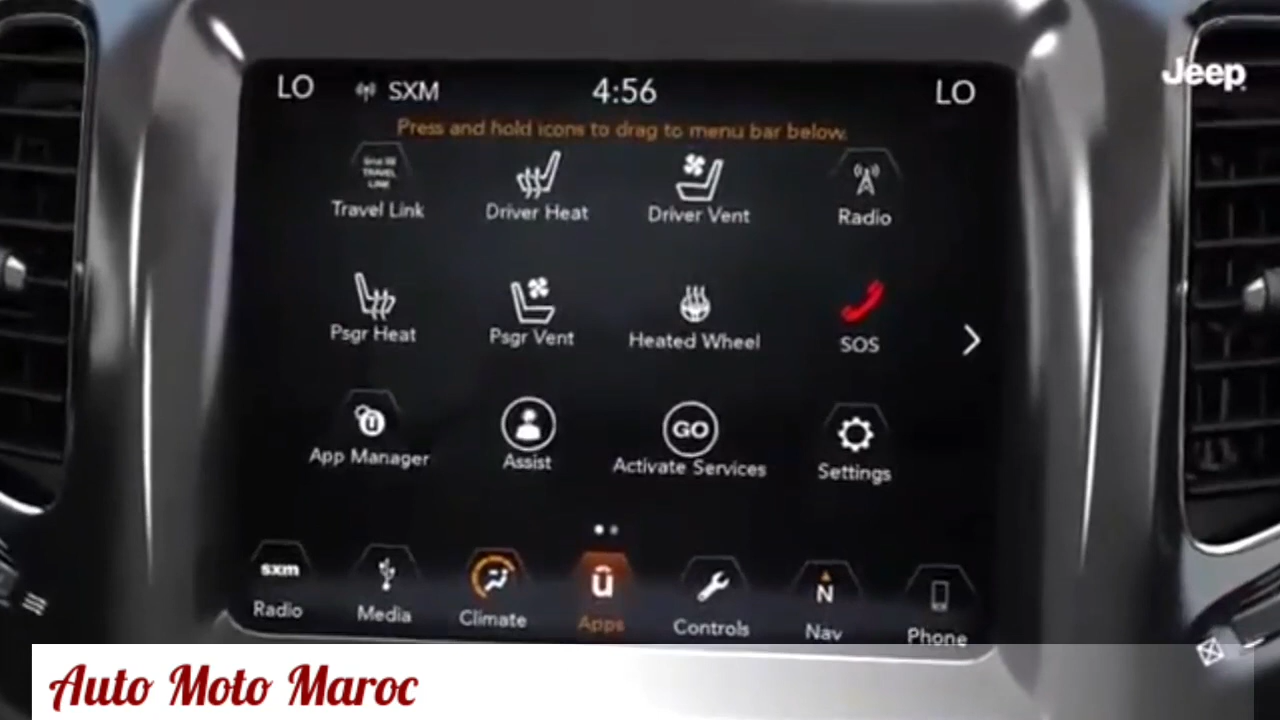 LO SXM 4:56 LO
Jeep
Press and hold icons to drag to menu bar below.
TRAVEL
LINK
Travel Link Driver Heat Driver Vent Radio
Psgr Heat Psgr Vent Heated Wheel SOS
GO
App Manager Assist Activate Services Settings
sxm û N
Radio Media Climate Apps Controls Nav Phone
Auto Moto Maroc